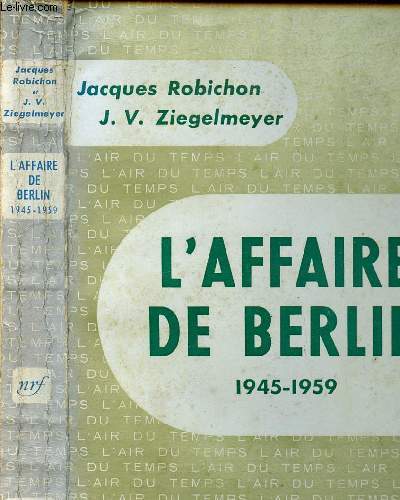 Le-livre.com
Jacques
Robichon
et
J. V.
Ziegelmeyer
L'AFFAIRE
DE
BERLIN
1945-1959
nrf
Jacques Robichon
J. V. Ziegelmeyer
L'AIR DU TEMPS L'AIR DU TEMPS
L'AFFAIRE
DE BERLI
1945-1959